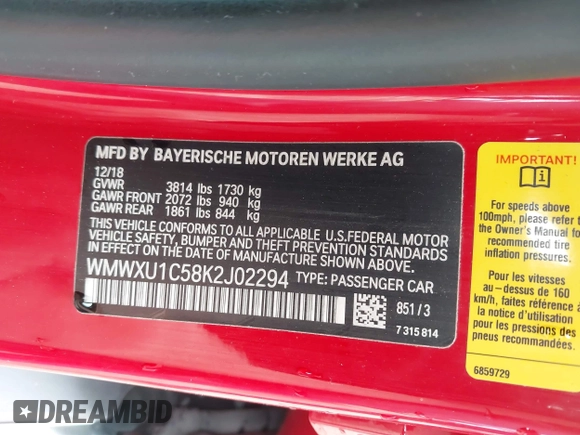 MFD BY BAYERISCHE MOTOREN WERKE AG
12/18
GVWR 3814 lbs 1730 kg
GAWR FRONT 2072 lbs 940 kg
GAWR REAR 1861 lbs 844 kg
THIS VEHICLE CONFORMS TO ALL APPLICABLE U.S.FEDERAL MOTOR
VEHICLE SAFETY, BUMPER AND THEFT PREVENTION STANDARDS
IN EFFECT ON THE DATE OF MANUFACTURE SHOWN ABOVE.
WMWXU1C58K2J02294 TYPE: PASSENGER CAR
851 / 3
7 315 814
IMPORTANT!
For speeds above
100mph, please refer t
the Owner's Manual fo
recommended tire
inflation pressures.
Pour les vitesses
au-dessus de 160
km/h, faites référence à
la notice d'utilisation
pour les pressions des
pneus recommandées.
6859729
DREAMBID